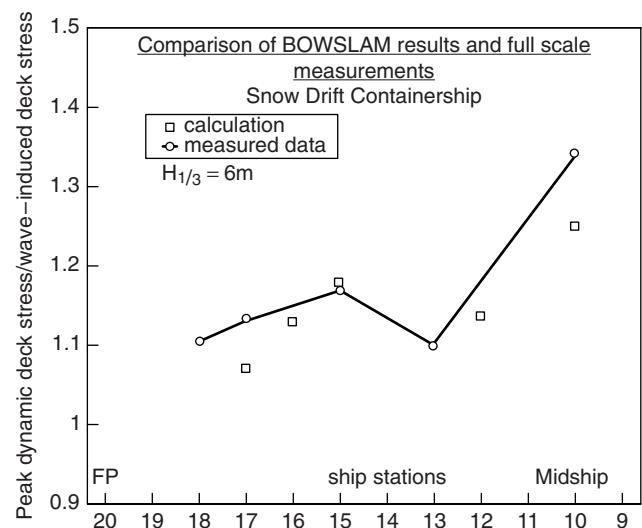 Comparison of BOWSLAM results and full scale
measurements
Snow Drift Containership
calculation
measured data
H1/3 = 6m
Peak dynamic deck stress/wave–induced deck stress
1.5
1.4
1.3
1.2
1.1
1
0.9
FP
ship stations
Midship
20 19 18 17 16 15 14 13 12 11 10 9